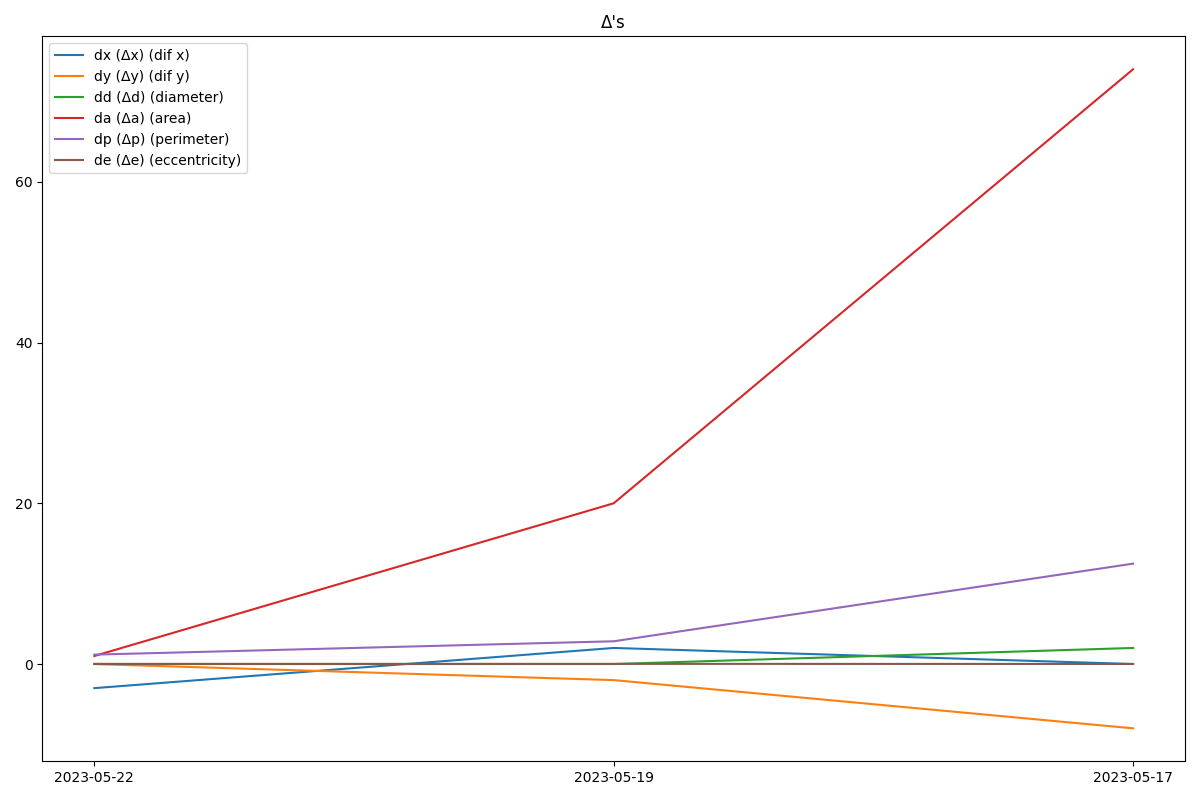 Δ's
dx (Δx) (dif x)
dy (Δy) (dif y)
dd (Δd) (diameter)
da (Δa) (area)
dp (Δp) (perimeter)
de (Δe) (eccentricity)
60
40
20
0
2023-05-22
2023-05-19
2023-05-17